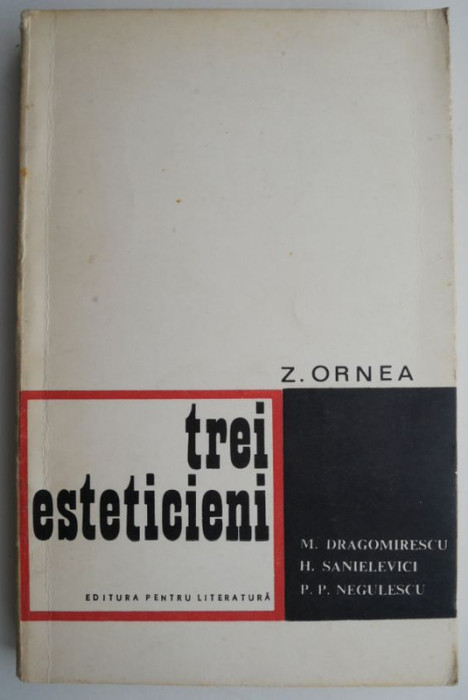 Z. ORNEA
trei
esteticieni
EDITURA PENTRU LITERATURĂ
M. DRAGOMIRESCU
H. SANIELEVICI
P. P. NEGULESCU